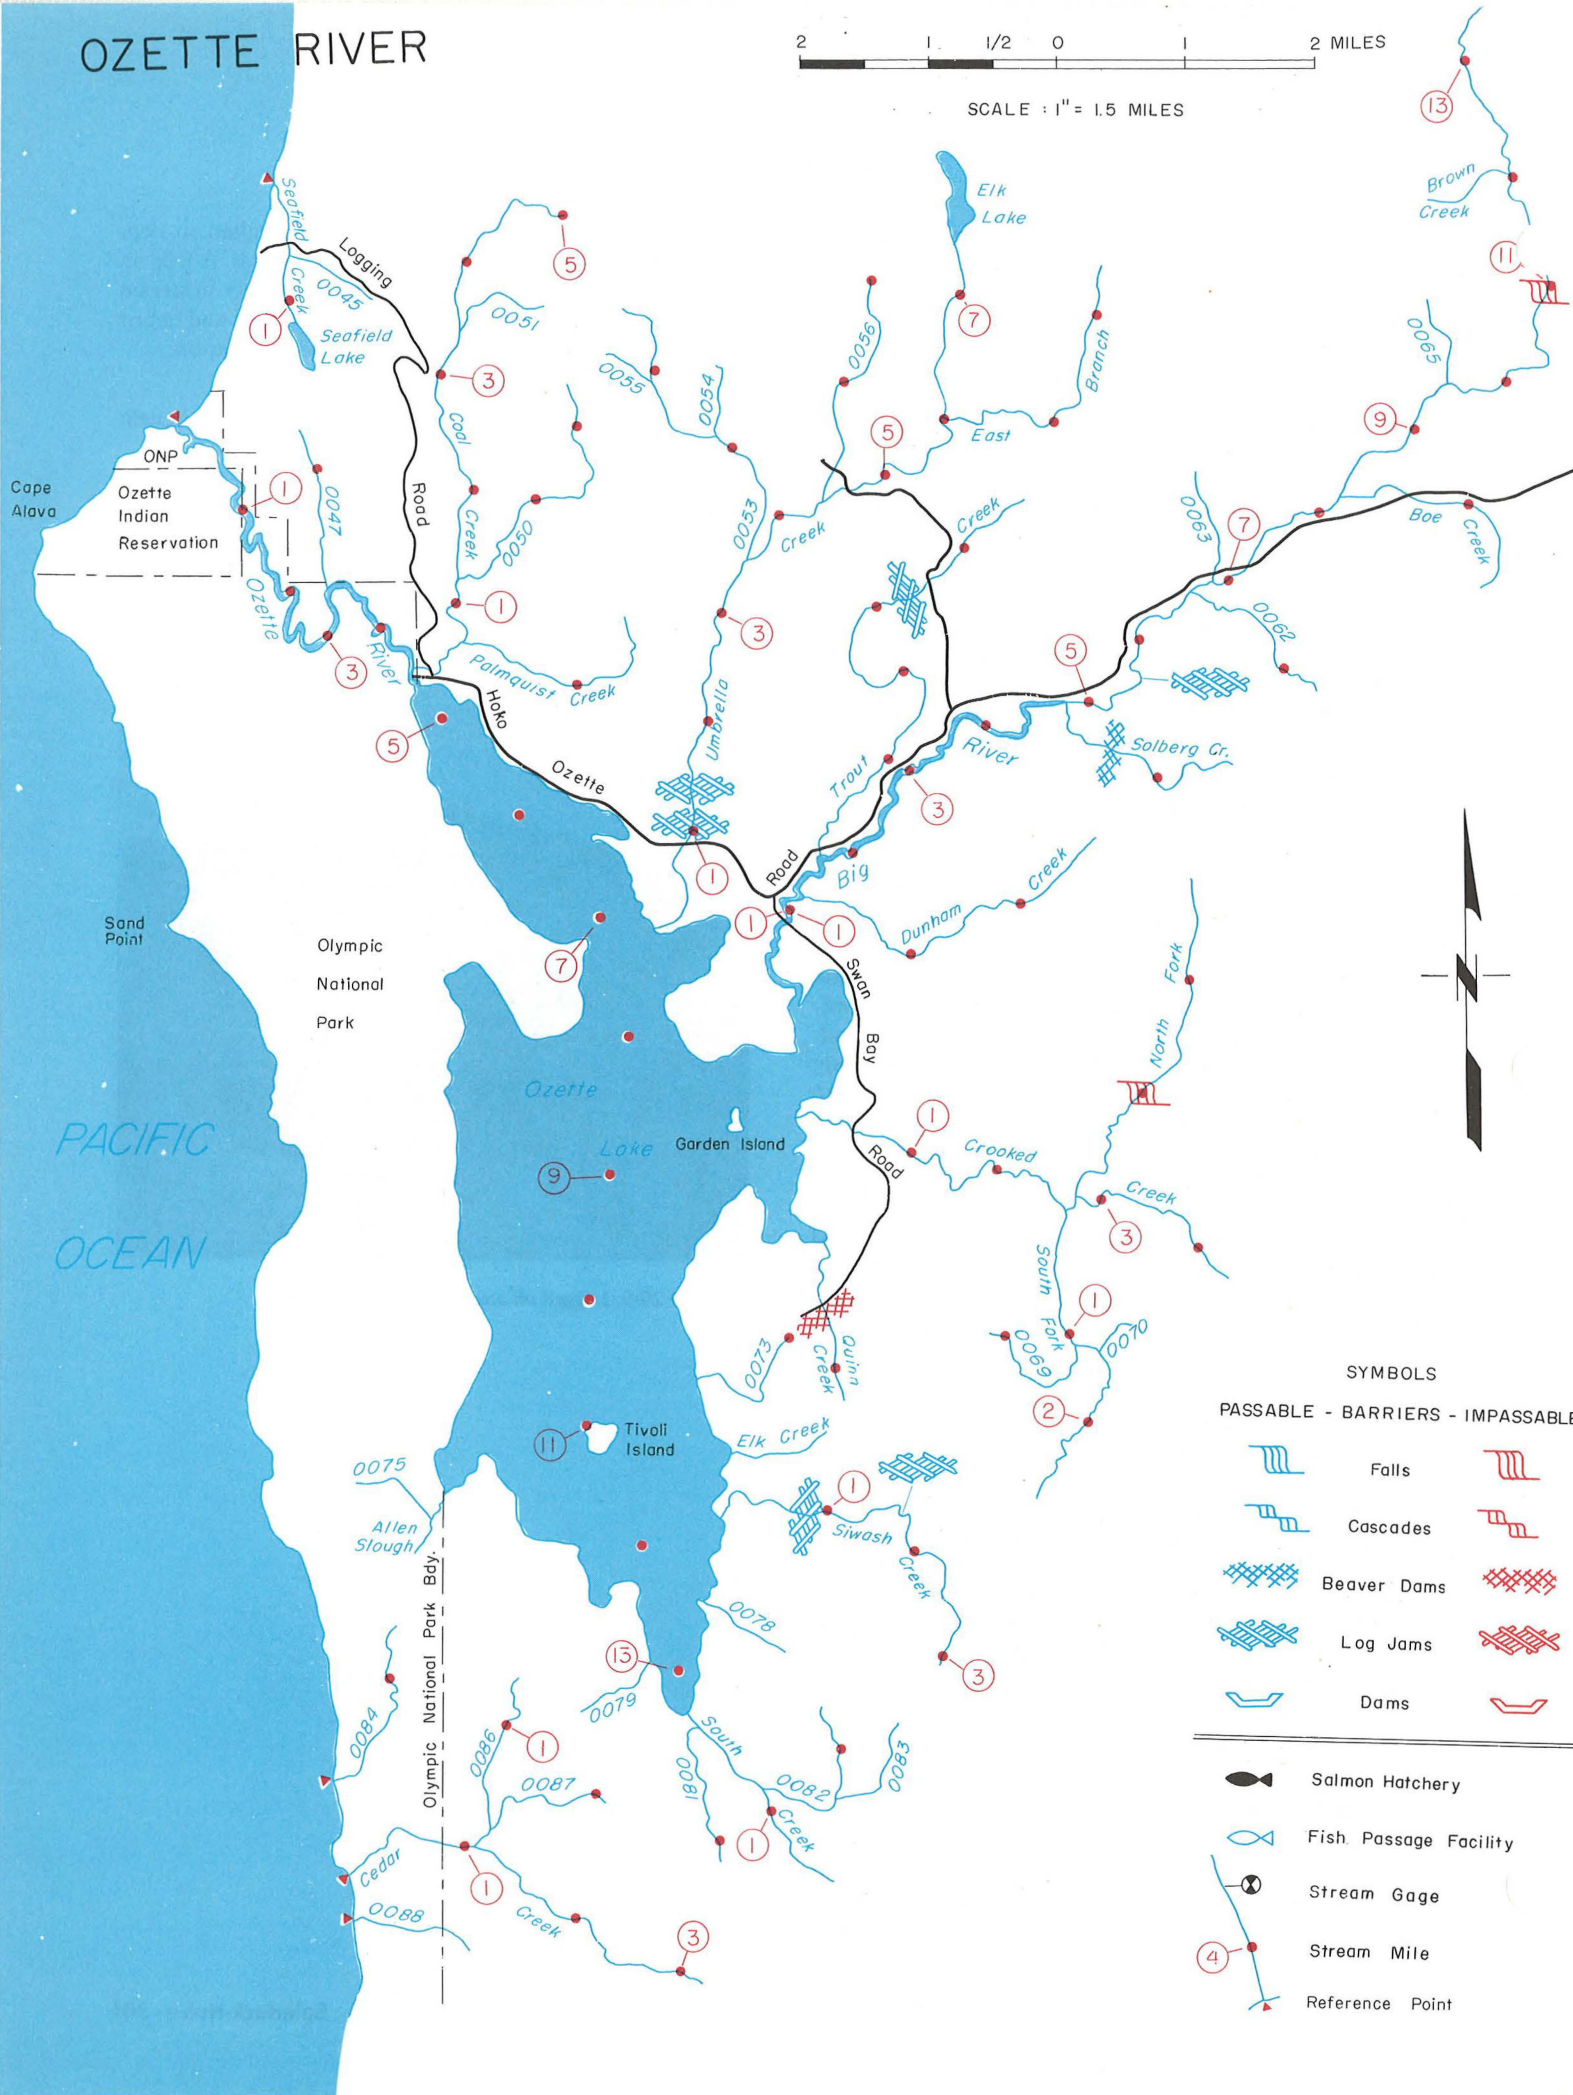 OZETTE RIVER
2 1 1/2 0 1 2 MILES
SCALE : 1" = 1.5 MILES
13
Brown
Creek
11
Elk
Lake
Seafield
Creek
Logging
0045
1
Seafield
Lake
5
0051
3
Coal
Creek
0050
1
Road
0055
0054
0053
0056
7
East
Branch
5
Creek
0065
9
Boe
Creek
0063
7
0062
ONP
Cape
Alava
Ozette
Indian
Reservation
1
0047
Ozette
River
3
5
Palmquist
Creek
Hoko
Ozette
Road
Umbrella
3
1
Creek
Trout
River
5
Solberg Cr.
3
Big
1
1
Dunham
Creek
Sand
Point
Olympic
National
Park
7
Swan
Bay
Road
North
Fork
PACIFIC
OCEAN
Ozette
Lake
Garden Island
9
1
Crooked
Creek
3
South
Fork
1
0069
0070
2
0073
Quinn
Creek
11
Tivoli
Island
Elk Creek
0075
Allen
Slough
1
Siwash
Creek
3
0078
13
0079
Olympic National Park Bdy.
0084
0086
1
0087
South
Creek
0081
0082
0083
1
Cedar
Creek
1
0088
3
SYMBOLS
PASSABLE - BARRIERS - IMPASSABLE
Falls
Cascades
Beaver Dams
Log Jams
Dams
Salmon Hatchery
Fish Passage Facility
Stream Gage
4
Stream Mile
Reference Point